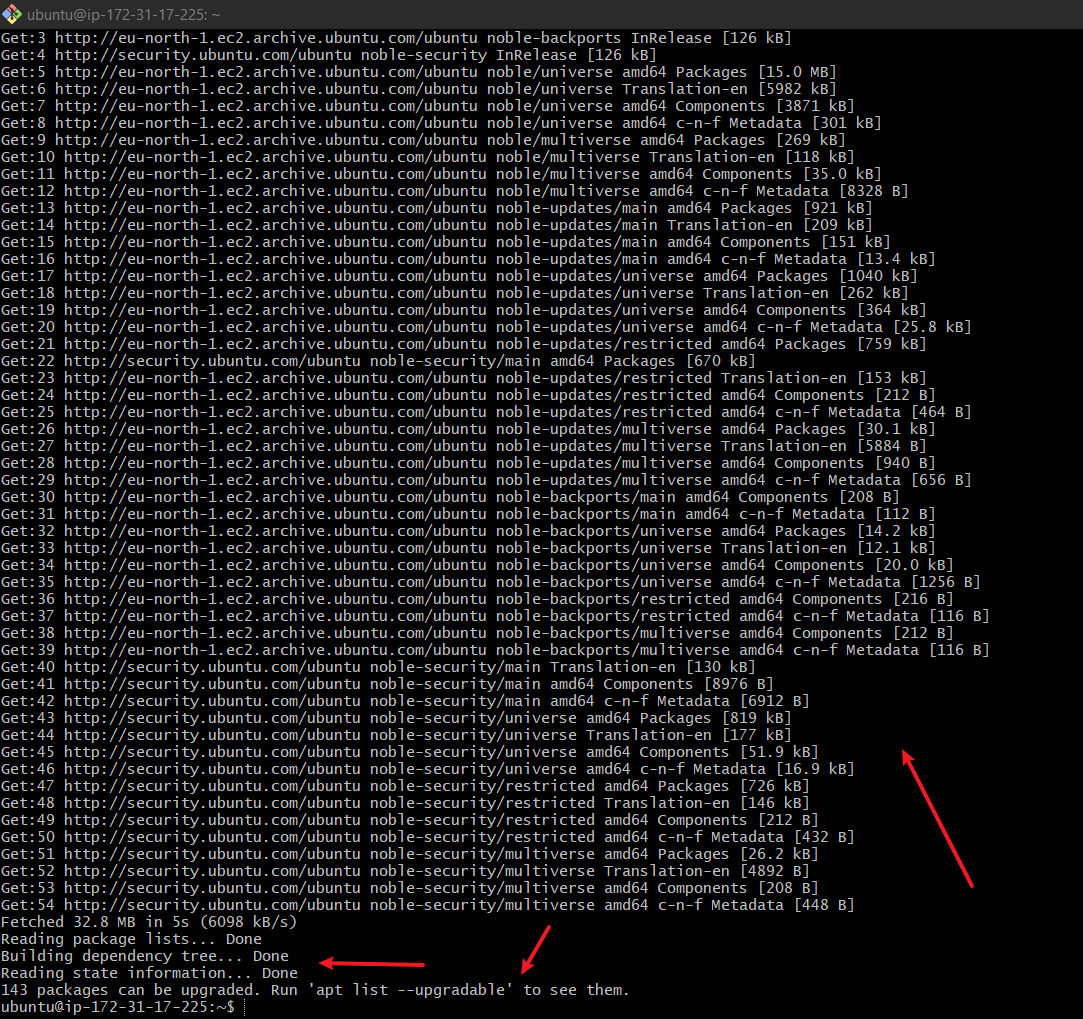 ubuntu@ip-172-31-17-225: ~
Get:3 http://eu-north-1.ec2.archive.ubuntu.com/ubuntu noble-backports InRelease [126 kB]
Get:4 http://security.ubuntu.com/ubuntu noble-security InRelease [126 kB]
Get:5 http://eu-north-1.ec2.archive.ubuntu.com/ubuntu noble/universe amd64 Packages [15.0 MB]
Get:6 http://eu-north-1.ec2.archive.ubuntu.com/ubuntu noble/universe Translation-en [5982 kB]
Get:7 http://eu-north-1.ec2.archive.ubuntu.com/ubuntu noble/universe amd64 Components [3871 kB]
Get:8 http://eu-north-1.ec2.archive.ubuntu.com/ubuntu noble/universe amd64 c-n-f Metadata [301 kB]
Get:9 http://eu-north-1.ec2.archive.ubuntu.com/ubuntu noble/multiverse amd64 Packages [269 kB]
Get:10 http://eu-north-1.ec2.archive.ubuntu.com/ubuntu noble/multiverse Translation-en [118 kB]
Get:11 http://eu-north-1.ec2.archive.ubuntu.com/ubuntu noble/multiverse amd64 Components [35.0 kB]
Get:12 http://eu-north-1.ec2.archive.ubuntu.com/ubuntu noble/multiverse amd64 c-n-f Metadata [8328 B]
Get:13 http://eu-north-1.ec2.archive.ubuntu.com/ubuntu noble-updates/main amd64 Packages [921 kB]
Get:14 http://eu-north-1.ec2.archive.ubuntu.com/ubuntu noble-updates/main Translation-en [209 kB]
Get:15 http://eu-north-1.ec2.archive.ubuntu.com/ubuntu noble-updates/main amd64 Components [151 kB]
Get:16 http://eu-north-1.ec2.archive.ubuntu.com/ubuntu noble-updates/main amd64 c-n-f Metadata [13.4 kB]
Get:17 http://eu-north-1.ec2.archive.ubuntu.com/ubuntu noble-updates/universe amd64 Packages [1040 kB]
Get:18 http://eu-north-1.ec2.archive.ubuntu.com/ubuntu noble-updates/universe Translation-en [262 kB]
Get:19 http://eu-north-1.ec2.archive.ubuntu.com/ubuntu noble-updates/universe amd64 Components [364 kB]
Get:20 http://eu-north-1.ec2.archive.ubuntu.com/ubuntu noble-updates/universe amd64 c-n-f Metadata [25.8 kB]
Get:21 http://eu-north-1.ec2.archive.ubuntu.com/ubuntu noble-updates/restricted amd64 Packages [759 kB]
Get:22 http://security.ubuntu.com/ubuntu noble-security/main amd64 Packages [670 kB]
Get:23 http://eu-north-1.ec2.archive.ubuntu.com/ubuntu noble-updates/restricted Translation-en [153 kB]
Get:24 http://eu-north-1.ec2.archive.ubuntu.com/ubuntu noble-updates/restricted amd64 Components [212 B]
Get:25 http://eu-north-1.ec2.archive.ubuntu.com/ubuntu noble-updates/restricted amd64 c-n-f Metadata [464 B]
Get:26 http://eu-north-1.ec2.archive.ubuntu.com/ubuntu noble-updates/multiverse amd64 Packages [30.1 kB]
Get:27 http://eu-north-1.ec2.archive.ubuntu.com/ubuntu noble-updates/multiverse Translation-en [5884 B]
Get:28 http://eu-north-1.ec2.archive.ubuntu.com/ubuntu noble-updates/multiverse amd64 Components [940 B]
Get:29 http://eu-north-1.ec2.archive.ubuntu.com/ubuntu noble-updates/multiverse amd64 c-n-f Metadata [656 B]
Get:30 http://eu-north-1.ec2.archive.ubuntu.com/ubuntu noble-backports/main amd64 Components [208 B]
Get:31 http://eu-north-1.ec2.archive.ubuntu.com/ubuntu noble-backports/main amd64 c-n-f Metadata [112 B]
Get:32 http://eu-north-1.ec2.archive.ubuntu.com/ubuntu noble-backports/universe amd64 Packages [14.2 kB]
Get:33 http://eu-north-1.ec2.archive.ubuntu.com/ubuntu noble-backports/universe Translation-en [12.1 kB]
Get:34 http://eu-north-1.ec2.archive.ubuntu.com/ubuntu noble-backports/universe amd64 Components [20.0 kB]
Get:35 http://eu-north-1.ec2.archive.ubuntu.com/ubuntu noble-backports/universe amd64 c-n-f Metadata [1256 B]
Get:36 http://eu-north-1.ec2.archive.ubuntu.com/ubuntu noble-backports/restricted amd64 Components [216 B]
Get:37 http://eu-north-1.ec2.archive.ubuntu.com/ubuntu noble-backports/restricted amd64 c-n-f Metadata [116 B]
Get:38 http://eu-north-1.ec2.archive.ubuntu.com/ubuntu noble-backports/multiverse amd64 Components [212 B]
Get:39 http://eu-north-1.ec2.archive.ubuntu.com/ubuntu noble-backports/multiverse amd64 c-n-f Metadata [116 B]
Get:40 http://security.ubuntu.com/ubuntu noble-security/main Translation-en [130 kB]
Get:41 http://security.ubuntu.com/ubuntu noble-security/main amd64 Components [8976 B]
Get:42 http://security.ubuntu.com/ubuntu noble-security/main amd64 c-n-f Metadata [6912 B]
Get:43 http://security.ubuntu.com/ubuntu noble-security/universe amd64 Packages [819 kB]
Get:44 http://security.ubuntu.com/ubuntu noble-security/universe Translation-en [177 kB]
Get:45 http://security.ubuntu.com/ubuntu noble-security/universe amd64 Components [51.9 kB]
Get:46 http://security.ubuntu.com/ubuntu noble-security/universe amd64 c-n-f Metadata [16.9 kB]
Get:47 http://security.ubuntu.com/ubuntu noble-security/restricted amd64 Packages [726 kB]
Get:48 http://security.ubuntu.com/ubuntu noble-security/restricted Translation-en [146 kB]
Get:49 http://security.ubuntu.com/ubuntu noble-security/restricted amd64 Components [212 B]
Get:50 http://security.ubuntu.com/ubuntu noble-security/restricted amd64 c-n-f Metadata [432 B]
Get:51 http://security.ubuntu.com/ubuntu noble-security/multiverse amd64 Packages [26.2 kB]
Get:52 http://security.ubuntu.com/ubuntu noble-security/multiverse Translation-en [4892 B]
Get:53 http://security.ubuntu.com/ubuntu noble-security/multiverse amd64 Components [208 B]
Get:54 http://security.ubuntu.com/ubuntu noble-security/multiverse amd64 c-n-f Metadata [448 B]
Fetched 32.8 MB in 5s (6098 kB/s)
Reading package lists... Done
Building dependency tree... Done
Reading state information... Done
143 packages can be upgraded. Run 'apt list --upgradable' to see them.
ubuntu@ip-172-31-17-225:~$